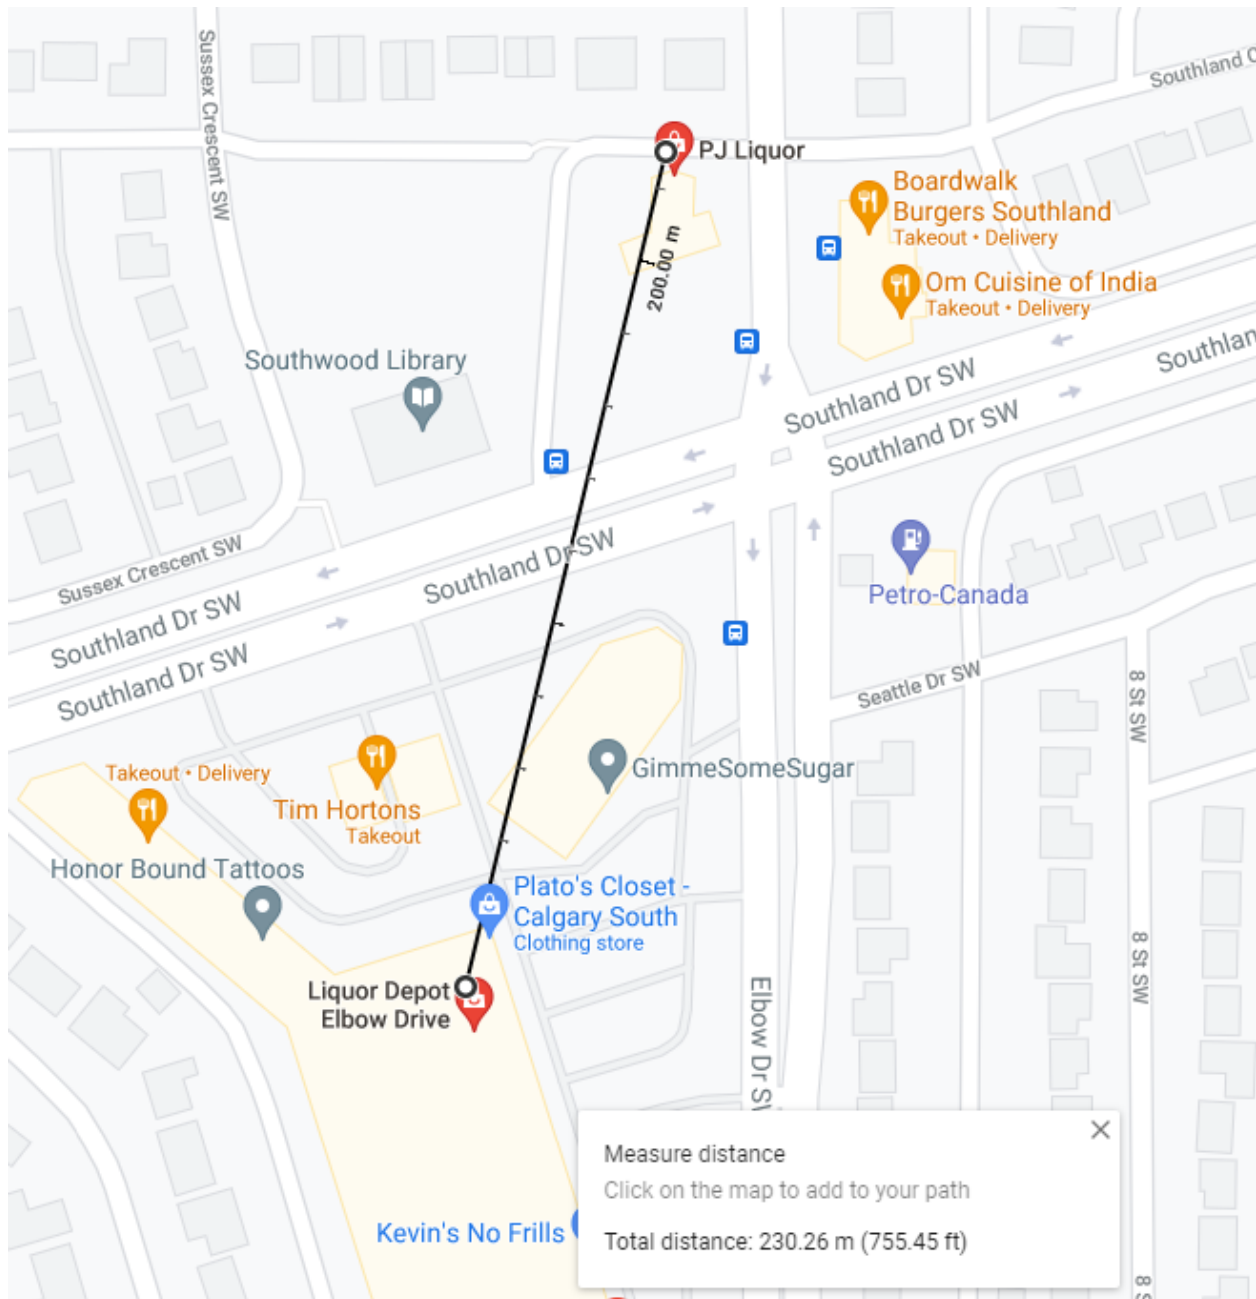 Sussex Crescent SW
Southland C
PJ Liquor
Boardwalk
Burgers Southland
Takeout • Delivery
200.00 m
Om Cuisine of India
Takeout • Delivery
Southwood Library
Southland Dr SW
Southlan
Southland Dr SW
Sussex Crescent SW
Southland Dr SW
Petro-Canada
Southland Dr SW
Southland Dr SW
Seattle Dr SW
8 St SW
Takeout • Delivery
GimmeSomeSugar
Tim Hortons
Takeout
Honor Bound Tattoos
Plato's Closet -
Calgary South
Clothing store
8 St SW
Liquor Depot
Elbow Drive
Elbow Dr SW
Measure distance
Click on the map to add to your path
Kevin's No Frills
Total distance: 230.26 m (755.45 ft)
8 S